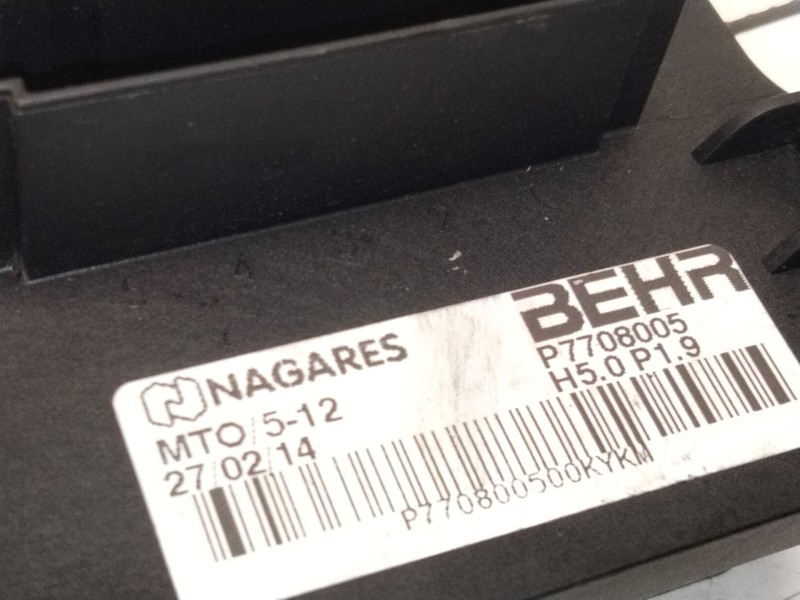 NAGARES
BEHR
P7708005
H5.0 P1.9
MTO/5-12
27/02/14
P770800500KYKM